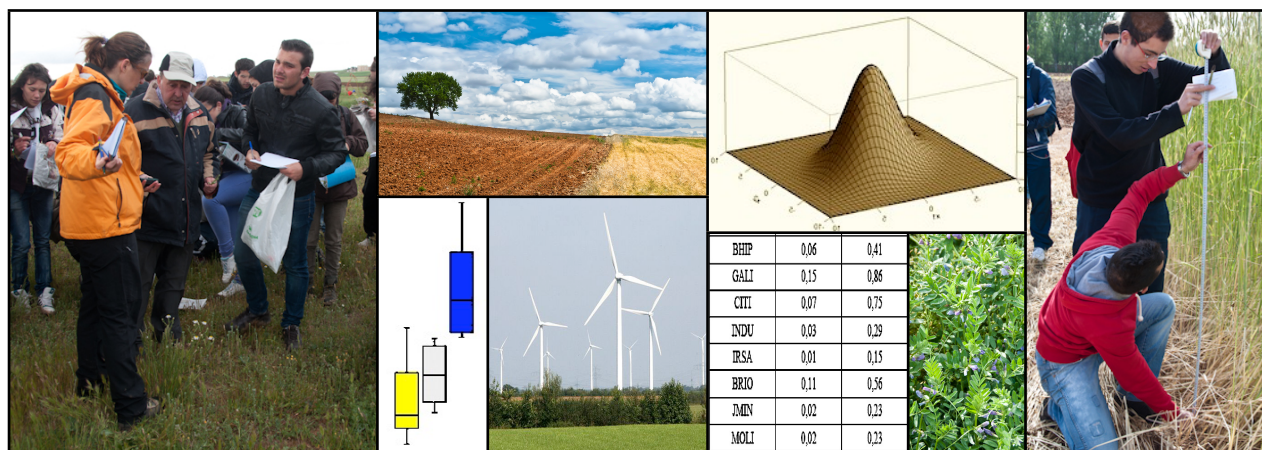 BHIP 0,06 0,41
GALI 0,15 0,86
CITI 0,07 0,75
INDU 0,03 0,29
IRSA 0,01 0,15
BRIO 0,11 0,56
JMIN 0,02 0,23
MOLI 0,02 0,23